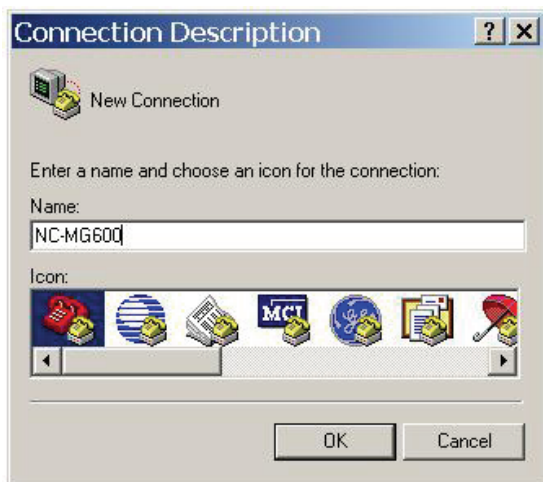 Connection Description
New Connection
Enter a name and choose an icon for the connection:
Name:
NC-MG600
Icon:
MCI
OK
Cancel